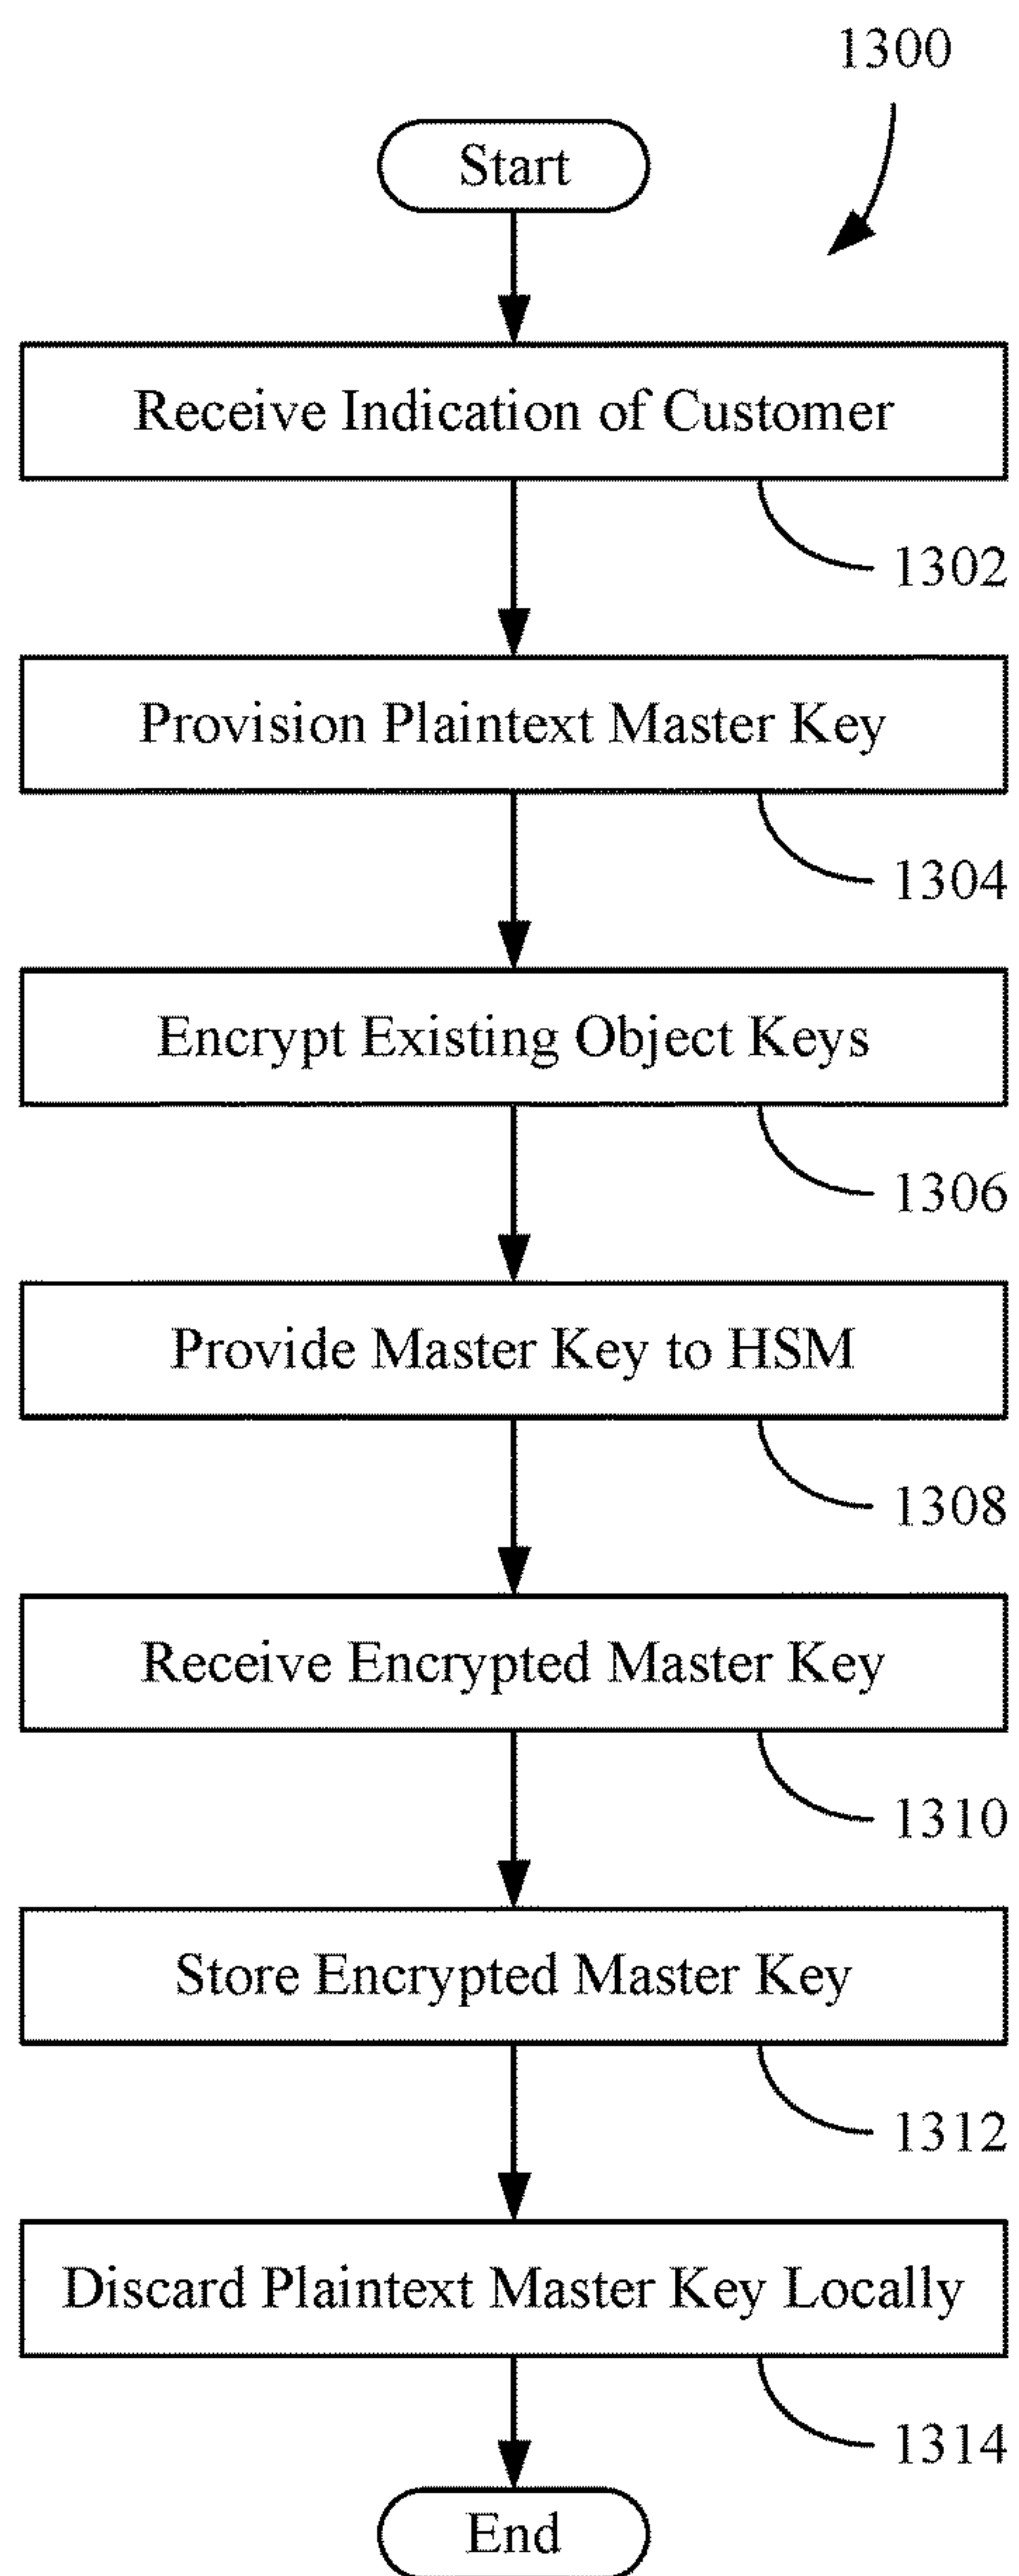 1300
Start
Receive Indication of Customer
1302
Provision Plaintext Master Key
1304
Encrypt Existing Object Keys
1306
Provide Master Key to HSM
1308
Receive Encrypted Master Key
1310
Store Encrypted Master Key
1312
Discard Plaintext Master Key Locally
1314
End